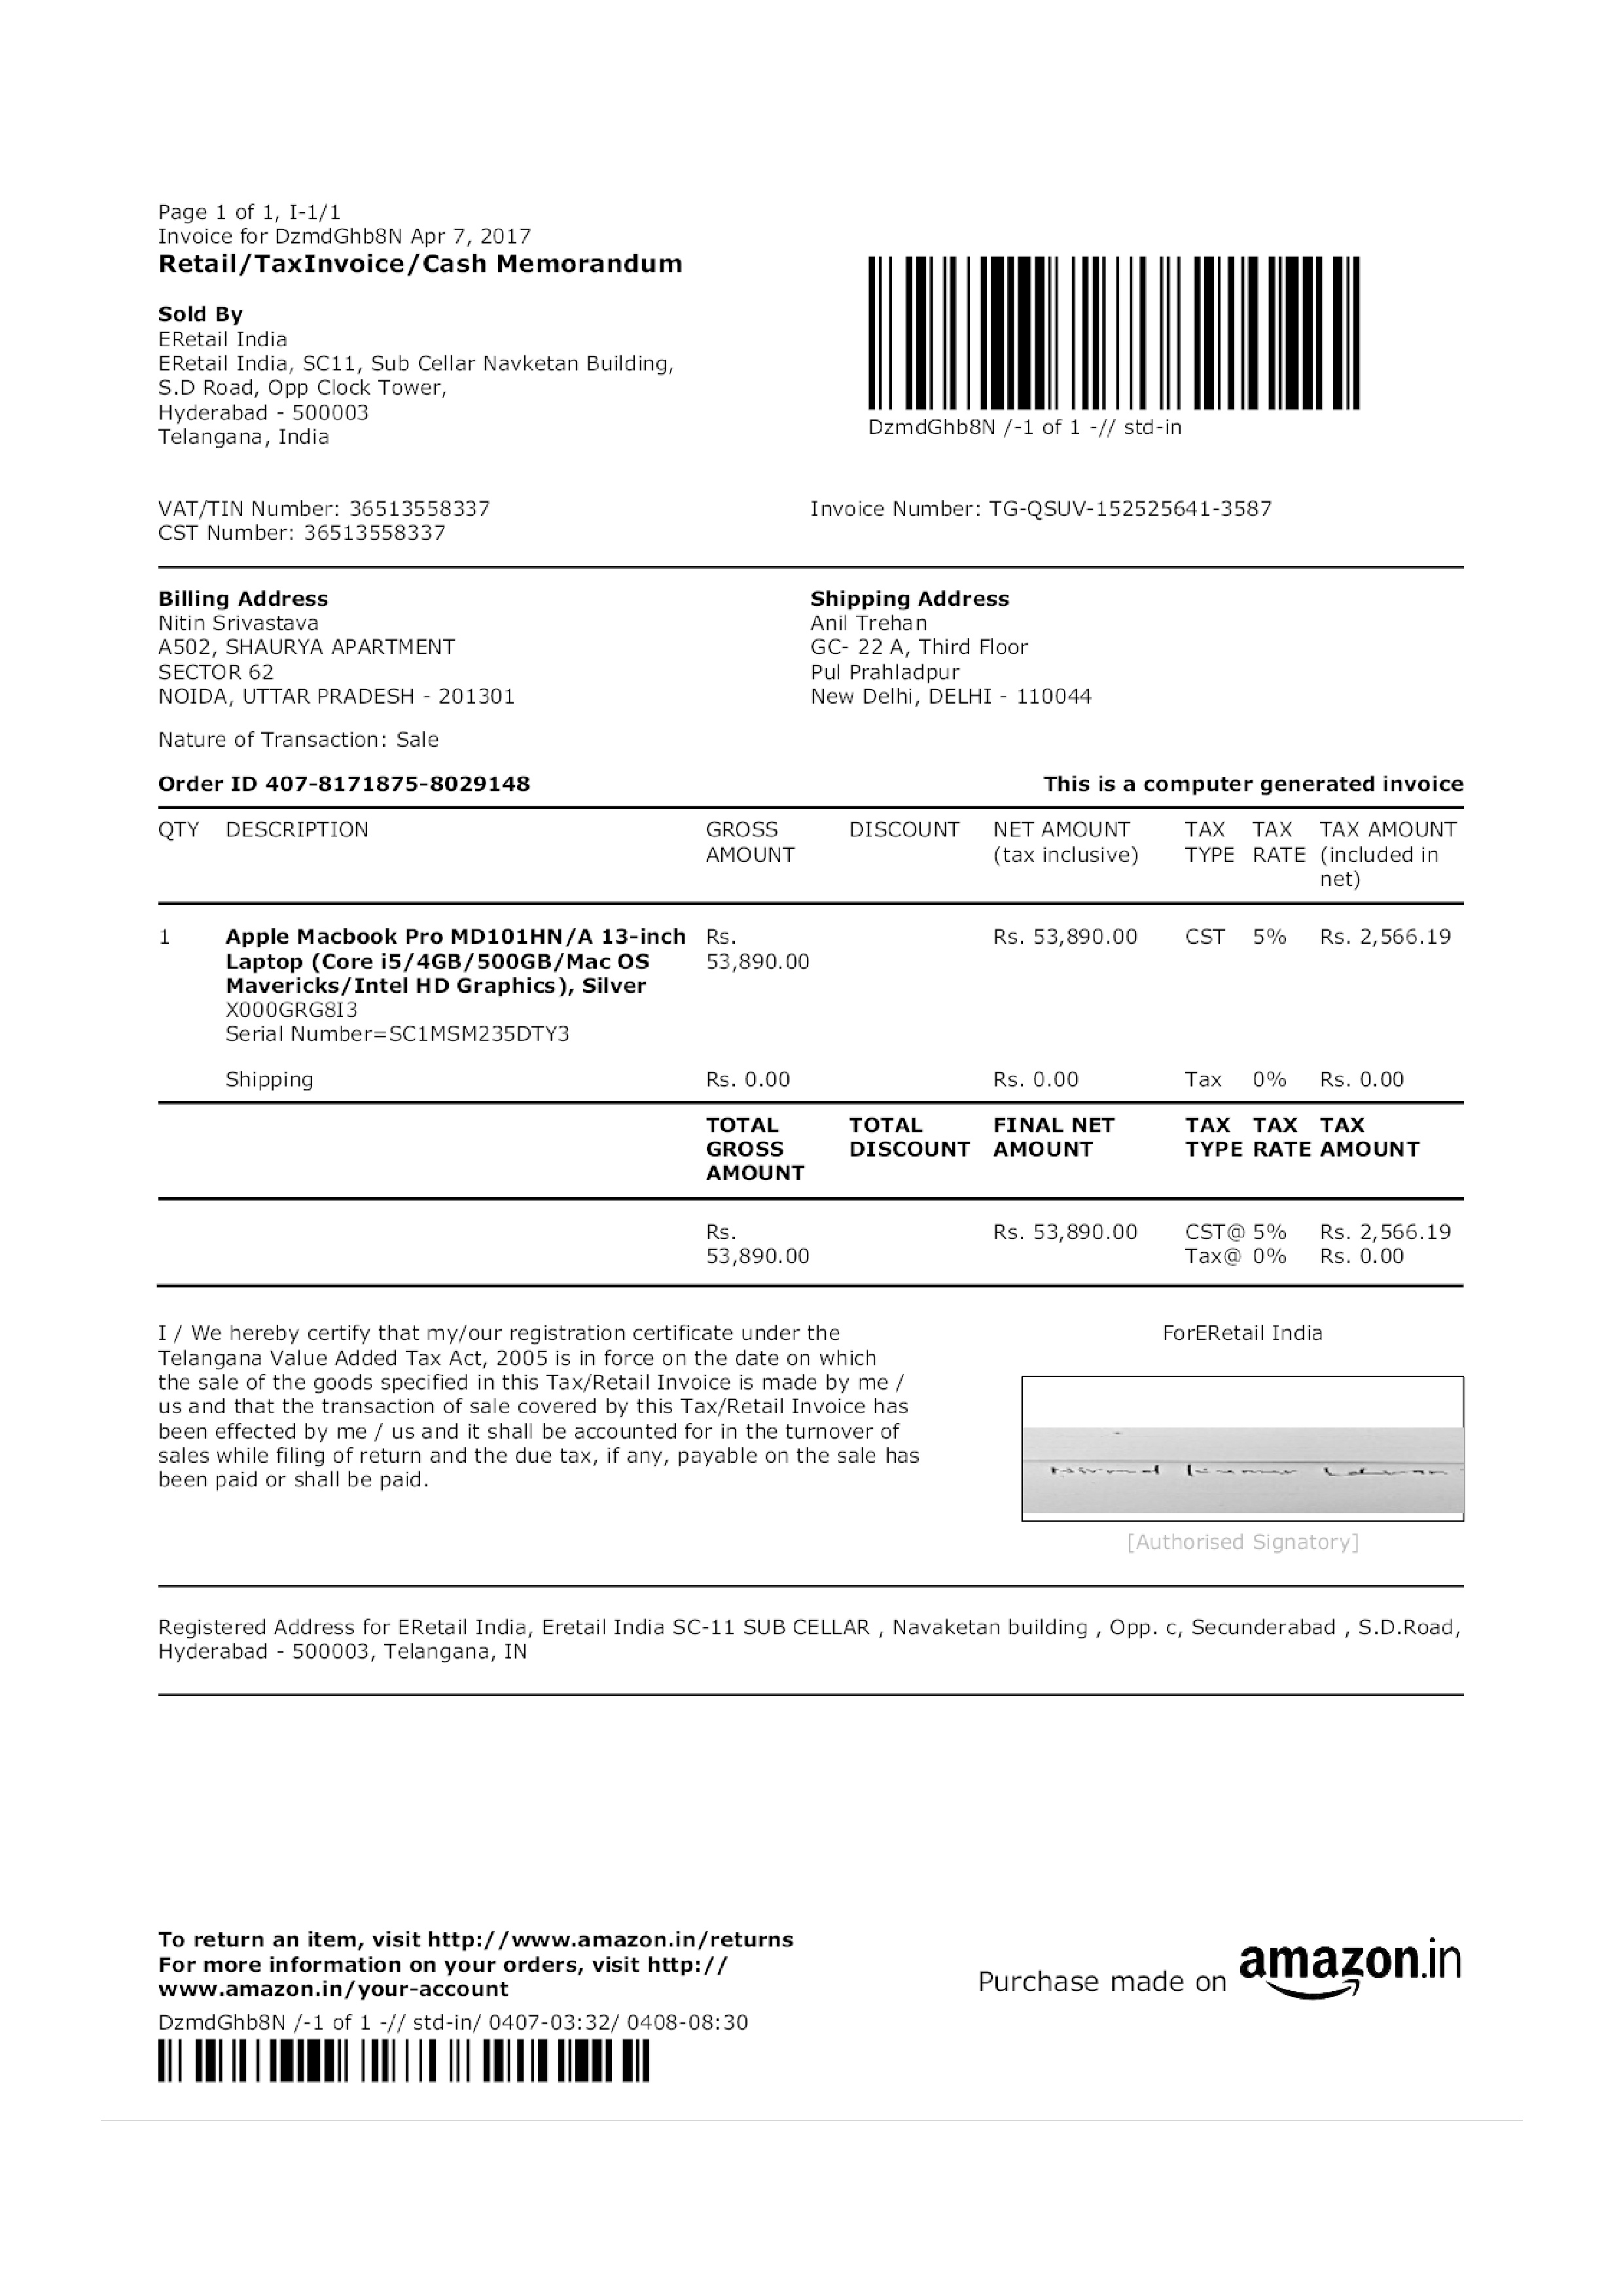 Page 1 of 1, I-1/1
Invoice for DzmdGhb8N Apr 7, 2017
Retail/TaxInvoice/Cash Memorandum
Sold By
ERetail India
ERetail India, SC11, Sub Cellar Navketan Building,
S.D Road, Opp Clock Tower,
Hyderabad - 500003
Telangana, India
DzmdGhb8N /-1 of 1 -// std-in
VAT/TIN Number: 36513558337
CST Number: 36513558337
Invoice Number: TG-QSUV-152525641-3587
Billing Address
Nitin Srivastava
A502, SHAURYA APARTMENT
SECTOR 62
NOIDA, UTTAR PRADESH - 201301
Shipping Address
Anil Trehan
GC- 22 A, Third Floor
Pul Prahladpur
New Delhi, DELHI - 110044
Nature of Transaction: Sale
Order ID 407-8171875-8029148 This is a computer generated invoice
QTY DESCRIPTION GROSS DISCOUNT NET AMOUNT TAX TAX TAX AMOUNT
AMOUNT (tax inclusive) TYPE RATE (included in
net)
1 Apple Macbook Pro MD101HN/A 13-inch Rs. Rs. 53,890.00 CST 5% Rs. 2,566.19
Laptop (Core i5/4GB/500GB/Mac OS 53,890.00
Mavericks/Intel HD Graphics), Silver
X000GRG8I3
Serial Number=SC1MSM235DTY3
Shipping Rs. 0.00 Rs. 0.00 Tax 0% Rs. 0.00
TOTAL TOTAL FINAL NET TAX TAX TAX
GROSS DISCOUNT AMOUNT TYPE RATE AMOUNT
AMOUNT
Rs. Rs. 53,890.00 CST@ 5% Rs. 2,566.19
53,890.00 Tax@ 0% Rs. 0.00
I / We hereby certify that my/our registration certificate under the
Telangana Value Added Tax Act, 2005 is in force on the date on which
the sale of the goods specified in this Tax/Retail Invoice is made by me /
us and that the transaction of sale covered by this Tax/Retail Invoice has
been effected by me / us and it shall be accounted for in the turnover of
sales while filing of return and the due tax, if any, payable on the sale has
been paid or shall be paid.
ForERetail India
[Authorised Signatory]
Registered Address for ERetail India, Eretail India SC-11 SUB CELLAR , Navaketan building , Opp. c, Secunderabad , S.D.Road,
Hyderabad - 500003, Telangana, IN
To return an item, visit http://www.amazon.in/returns
For more information on your orders, visit http://
www.amazon.in/your-account
Purchase made on amazon.in
DzmdGhb8N /-1 of 1 -// std-in/ 0407-03:32/ 0408-08:30